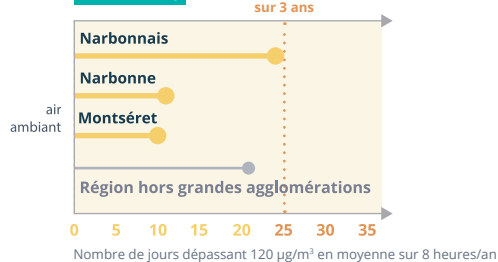 sur 3 ans
Narbonnais
Narbonne
air
ambiant
Montséret
Région hors grandes agglomérations
0 5 10 15 20 25 30 35
Nombre de jours dépassant 120 µg/m³ en moyenne sur 8 heures/an